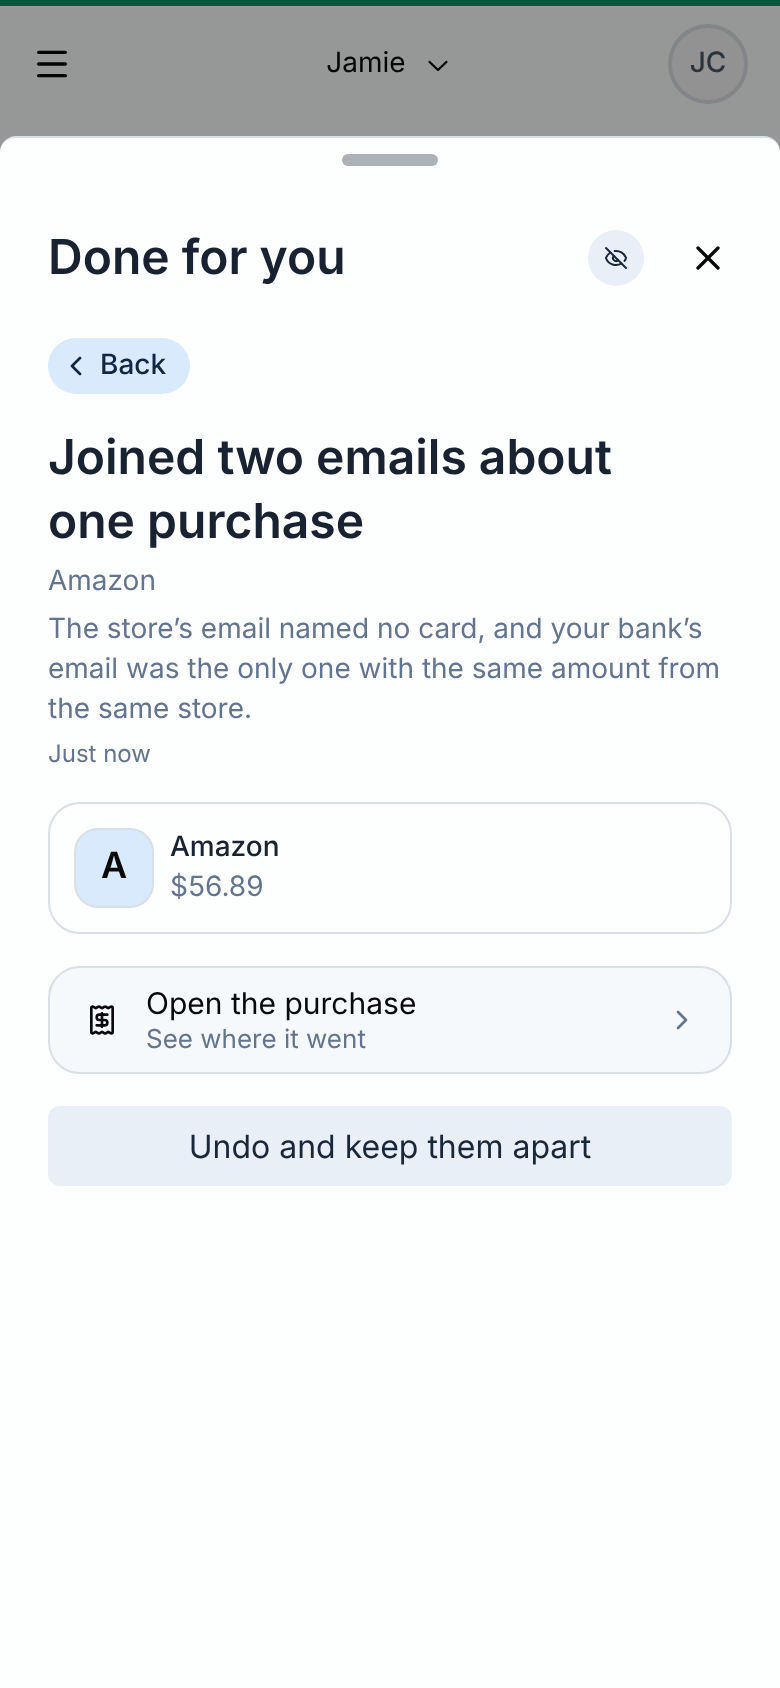 Jamie
JC
Done for you
Back
Joined two emails about
one purchase
Amazon
The store’s email named no card, and your bank’s
email was the only one with the same amount from
the same store.
Just now
A
Amazon
$56.89
Open the purchase
See where it went
Undo and keep them apart